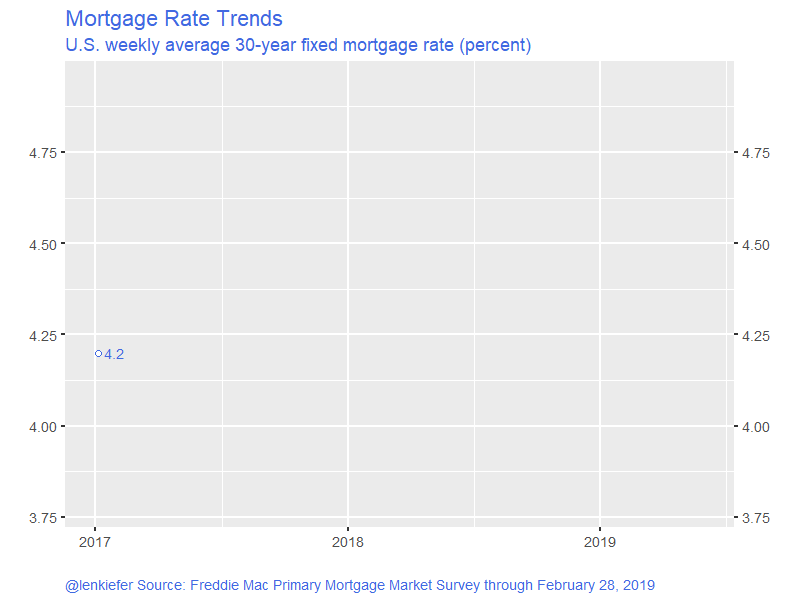 Mortgage Rate Trends
U.S. weekly average 30-year fixed mortgage rate (percent)
4.75 4.75
4.50 4.50
4.25 4.25
4.2
4.00 4.00
3.75 3.75
2017 2018 2019
@lenkiefer Source: Freddie Mac Primary Mortgage Market Survey through February 28, 2019